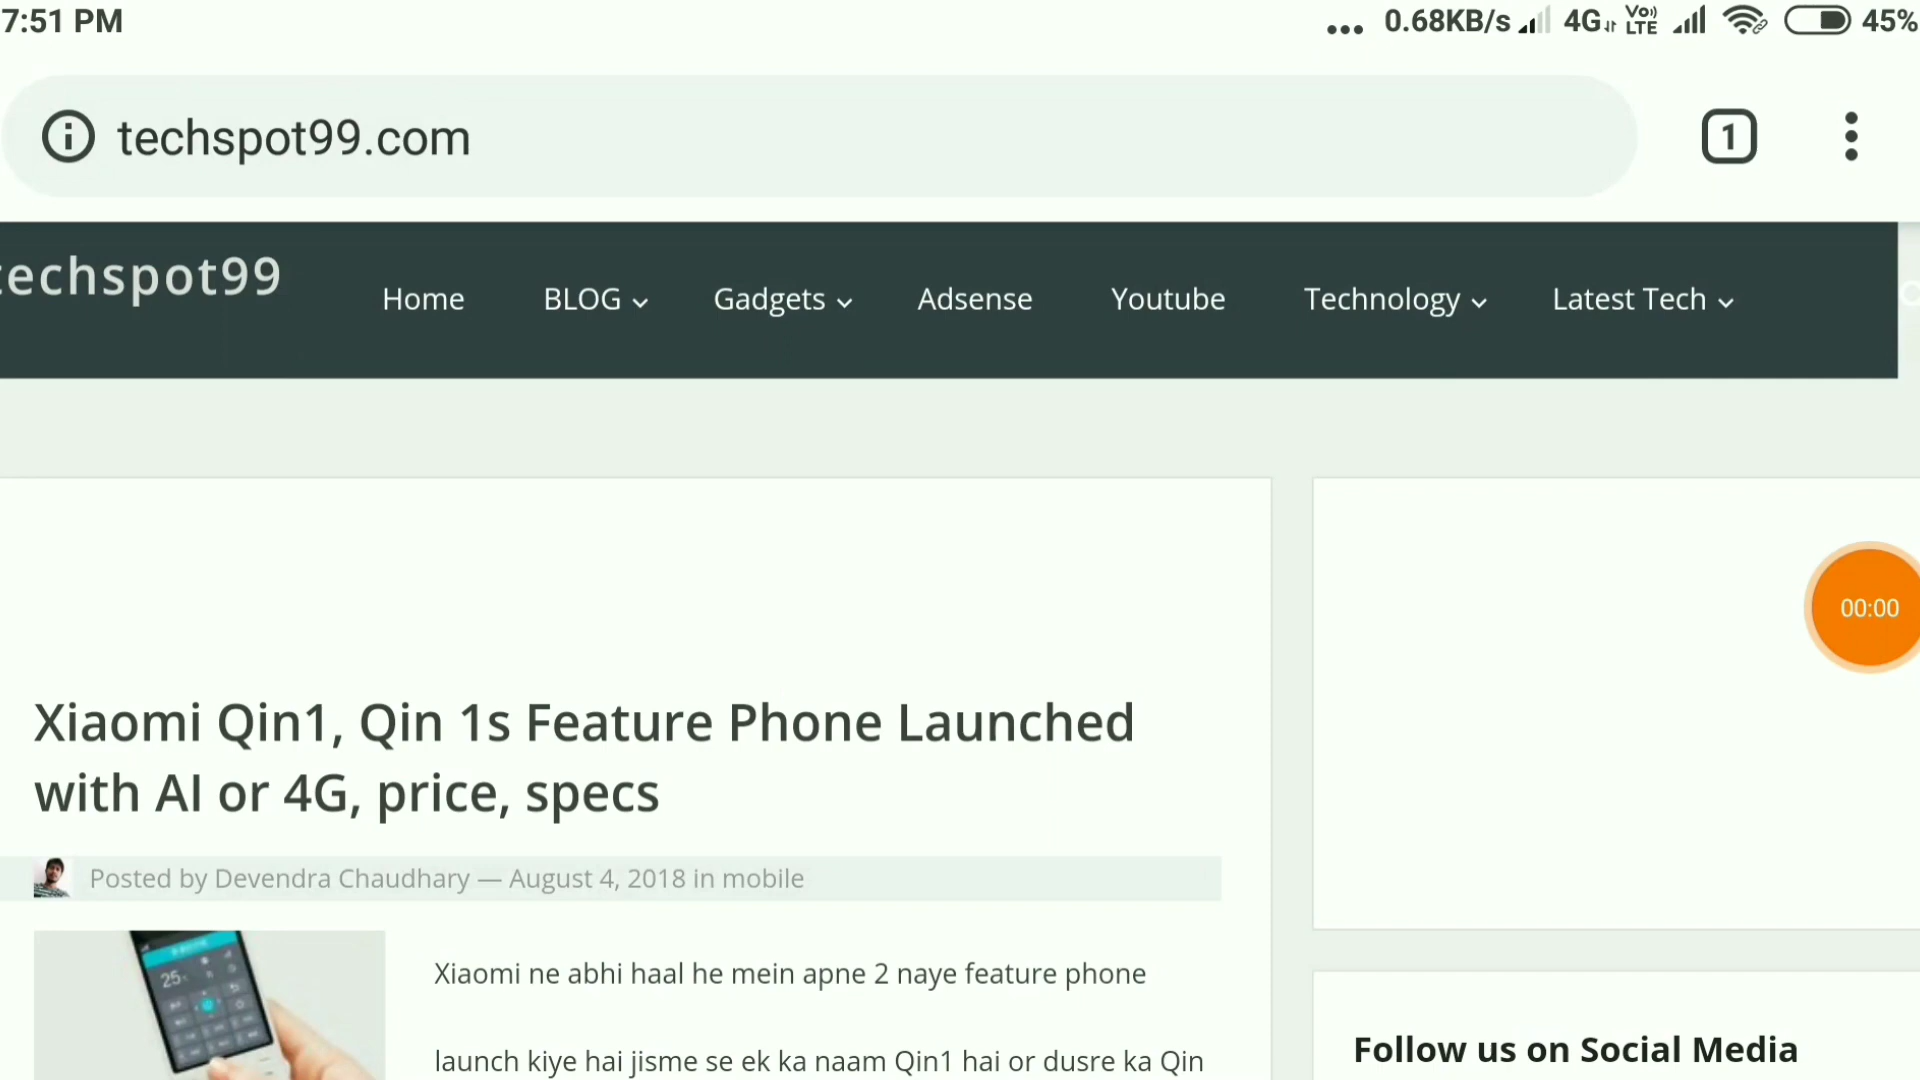 7:51 PM
... 0.68KB/s 4G Vo) LTE 45%
techspot99.com
1
techspot99
Home BLOG Gadgets Adsense Youtube Technology Latest Tech
00:00
Xiaomi Qin1, Qin 1s Feature Phone Launched
with AI or 4G, price, specs
Posted by Devendra Chaudhary — August 4, 2018 in mobile
25
Xiaomi ne abhi haal he mein apne 2 naye feature phone
launch kiye hai jisme se ek ka naam Qin1 hai or dusre ka Qin
Follow us on Social Media